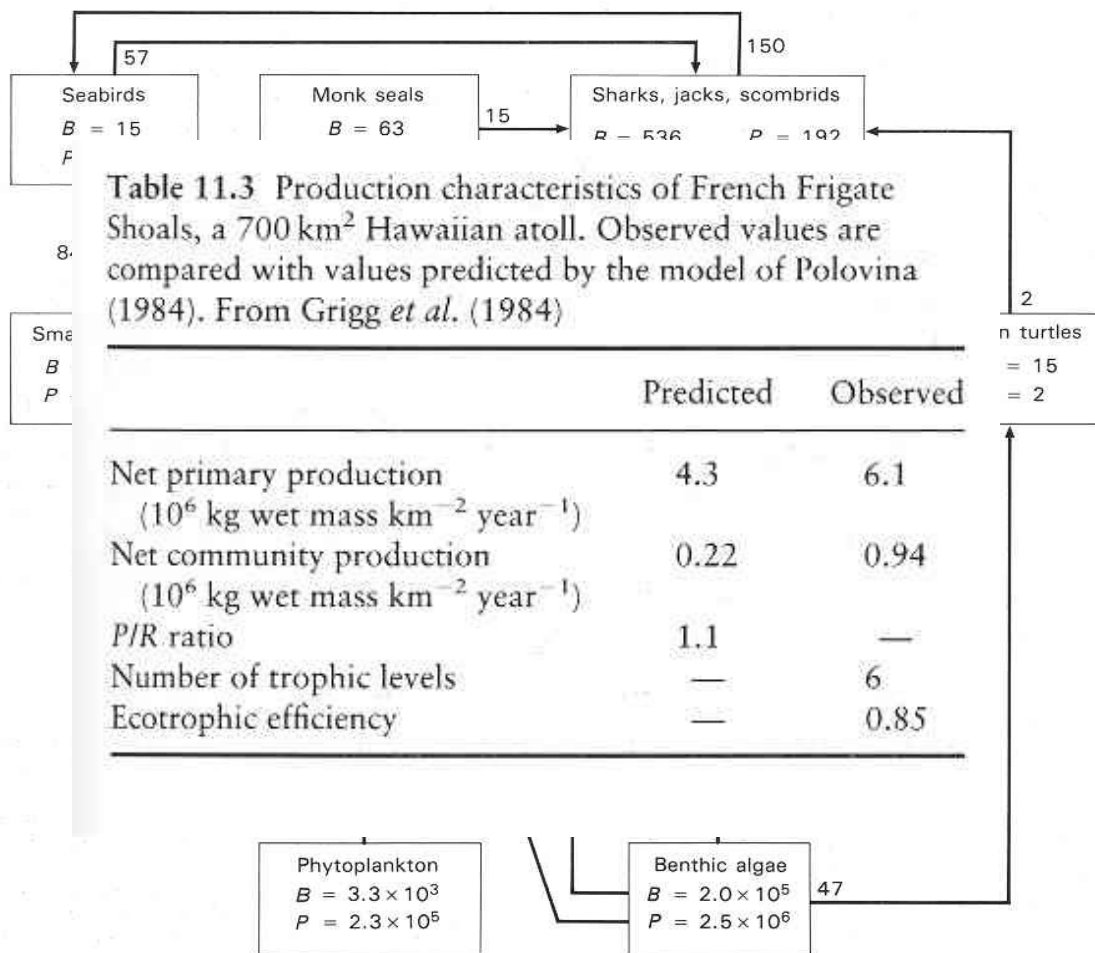 57
150
Seabirds
B = 15
P
Monk seals
B = 63
15
Sharks, jacks, scombrids
B = 536 P = 192
Table 11.3 Production characteristics of French Frigate
Shoals, a 700 km² Hawaiian atoll. Observed values are
compared with values predicted by the model of Polovina
(1984). From Grigg et al. (1984)
2
n turtles
= 15
= 2
B
P
Predicted Observed
Net primary production 4.3 6.1
(10⁶ kg wet mass km⁻² year⁻¹)
Net community production 0.22 0.94
(10⁶ kg wet mass km⁻² year⁻¹)
P/R ratio 1.1 —
Number of trophic levels — 6
Ecotrophic efficiency — 0.85
Phytoplankton
B = 3.3 × 10³
P = 2.3 × 10⁵
Benthic algae
B = 2.0 × 10⁵
P = 2.5 × 10⁶
47